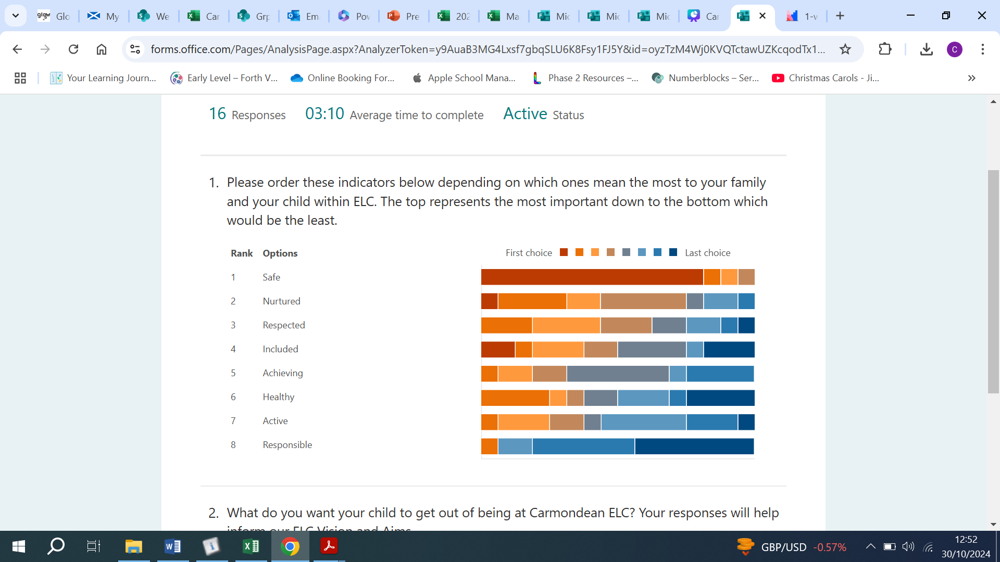 glow Glo
My
We
Car
Grp
Em
Pov
Pre
202
Ma
Mic
Mic
Mic
Car
1-v
forms.office.com/Pages/AnalysisPage.aspx?AnalyzerToken=y9AuaB3MG4Lxsf7gbqSLU6K8Fsy1FJ5Y&id=oyzTzM4Wj0KVQTctawUZKcqodTx1...
C
Your Learning Journ...
Early Level – Forth V...
Online Booking For...
Apple School Mana...
Phase 2 Resources –...
Numberblocks – Ser...
Christmas Carols - Ji...
16 Responses 03:10 Average time to complete Active Status
1. Please order these indicators below depending on which ones mean the most to your family
and your child within ELC. The top represents the most important down to the bottom which
would be the least.
Rank Options First choice Last choice
1 Safe
2 Nurtured
3 Respected
4 Included
5 Achieving
6 Healthy
7 Active
8 Responsible
2. What do you want your child to get out of being at Carmondean ELC? Your responses will help
inform our ELC Vision and Aims
GBP/USD -0.57%
12:52
30/10/2024